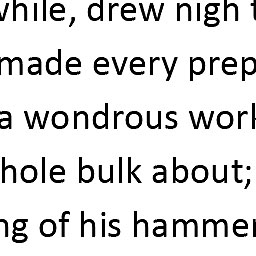 while, drew nigh t
made every prep
a wondrous work
hole bulk about;
ng of his hammer